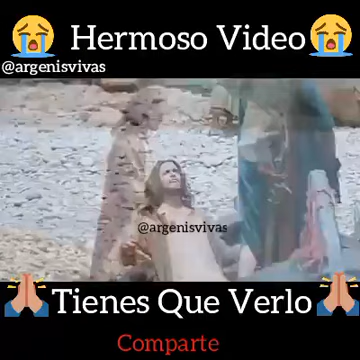 😭 Hermoso Video 😭
@argenisvivas
@argenisvivas
🙏 Tienes Que Verlo 🙏
Comparte